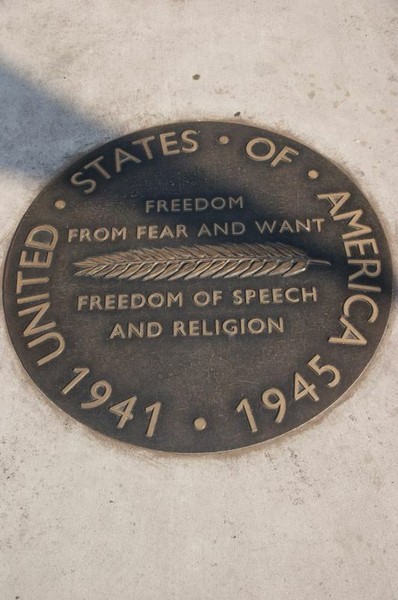 UNITED • STATES • OF • AMERICA
FREEDOM
FROM FEAR AND WANT
FREEDOM OF SPEECH
AND RELIGION
1941 • 1945